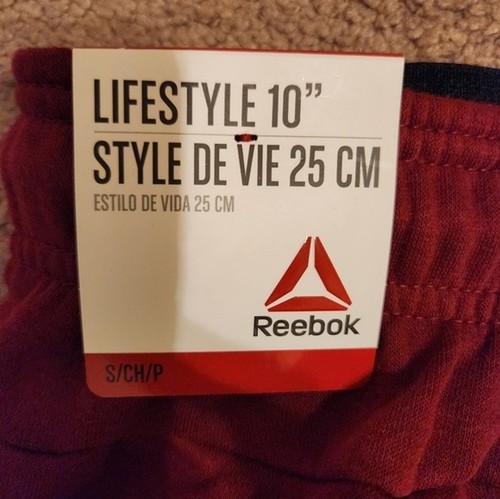 LIFESTYLE 10”
STYLE DE VIE 25 CM
ESTILO DE VIDA 25 CM
Reebok
S/CH/P